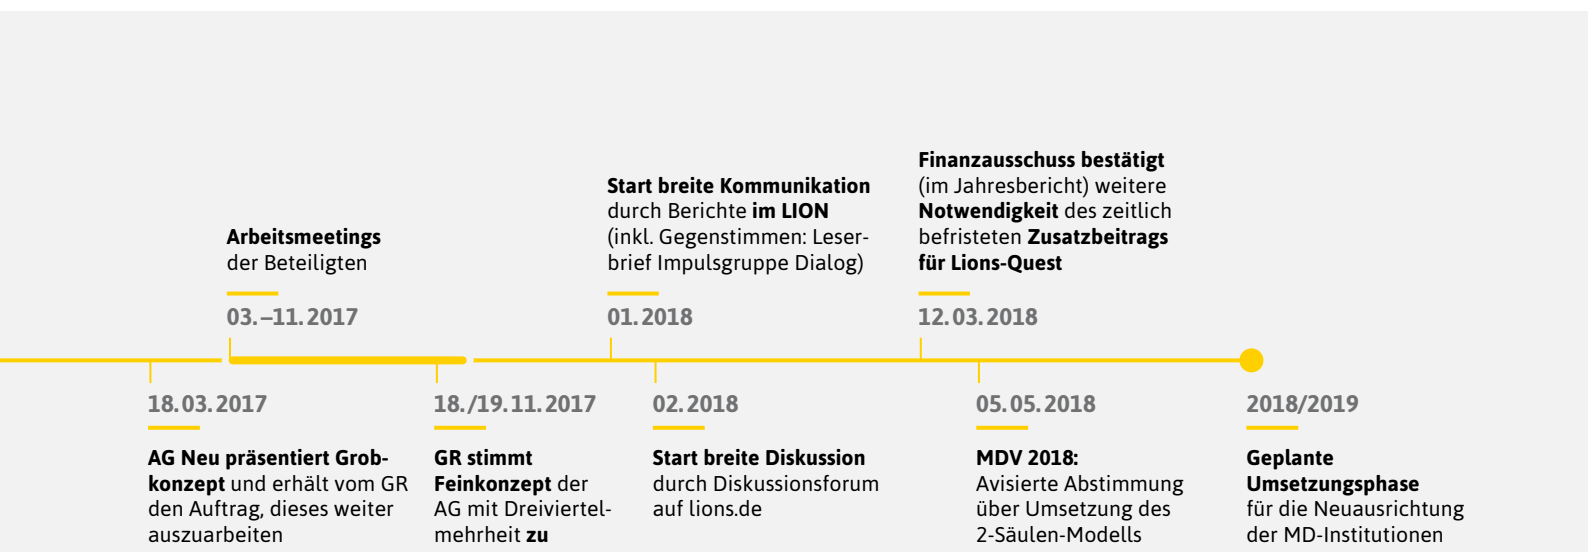 Finanzausschuss bestätigt
(im Jahresbericht) weitere
Notwendigkeit des zeitlich
befristeten Zusatzbeitrags
für Lions-Quest
12.03.2018
Start breite Kommunikation
durch Berichte im LION
(inkl. Gegenstimmen: Leser-
brief Impulsgruppe Dialog)
01.2018
Arbeitsmeetings
der Beteiligten
03.–11.2017
18.03.2017
AG Neu präsentiert Grob-
konzept und erhält vom GR
den Auftrag, dieses weiter
auszuarbeiten
18./19.11.2017
GR stimmt
Feinkonzept der
AG mit Dreiviertel-
mehrheit zu
02.2018
Start breite Diskussion
durch Diskussionsforum
auf lions.de
05.05.2018
MDV 2018:
Avisierte Abstimmung
über Umsetzung des
2-Säulen-Modells
2018/2019
Geplante
Umsetzungsphase
für die Neuausrichtung
der MD-Institutionen